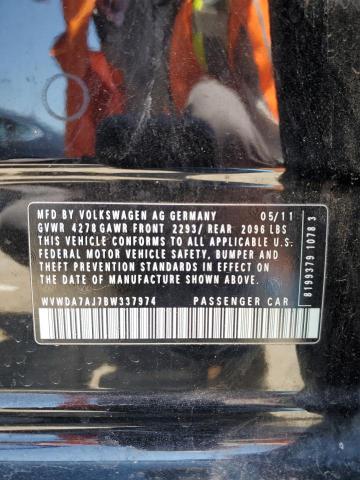 MFD BY VOLKSWAGEN AG GERMANY 05/11
GVWR 4278 GAWR FRONT 2293/ REAR 2096 LBS
THIS VEHICLE CONFORMS TO ALL APPLICABLE U.S.
FEDERAL MOTOR VEHICLE SAFETY, BUMPER AND
THEFT PREVENTION STANDARDS IN EFFECT ON
THE DATE OF MANUFACTURE SHOWN ABOVE.
WVWDA7AJ7BW337974 PASSENGER CAR
8199379 1078 3